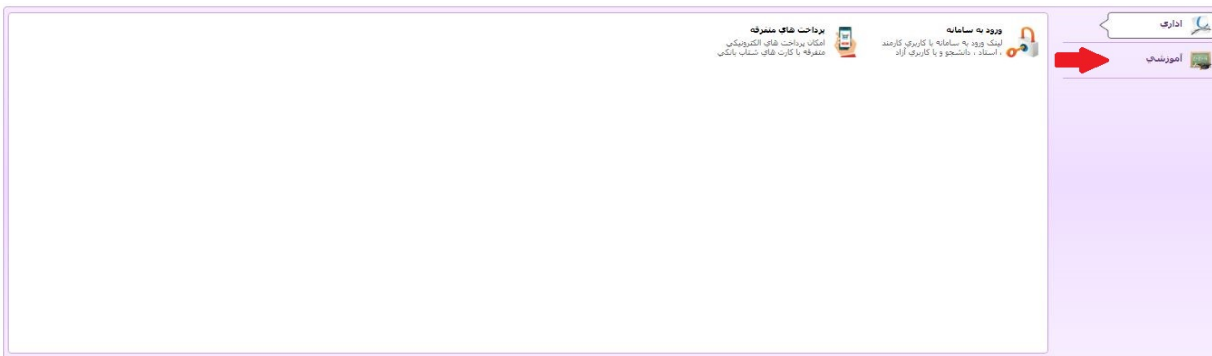 اداری
آموزشي
ورود به سامانه
لینک ورود به سامانه با کاربری کارمند
، استاد ، دانشجو و یا کاربری آزاد
پرداخت های متفرقه
امکان پرداخت های الکترونیکی
متفرقه با کارت های شتاب بانکی